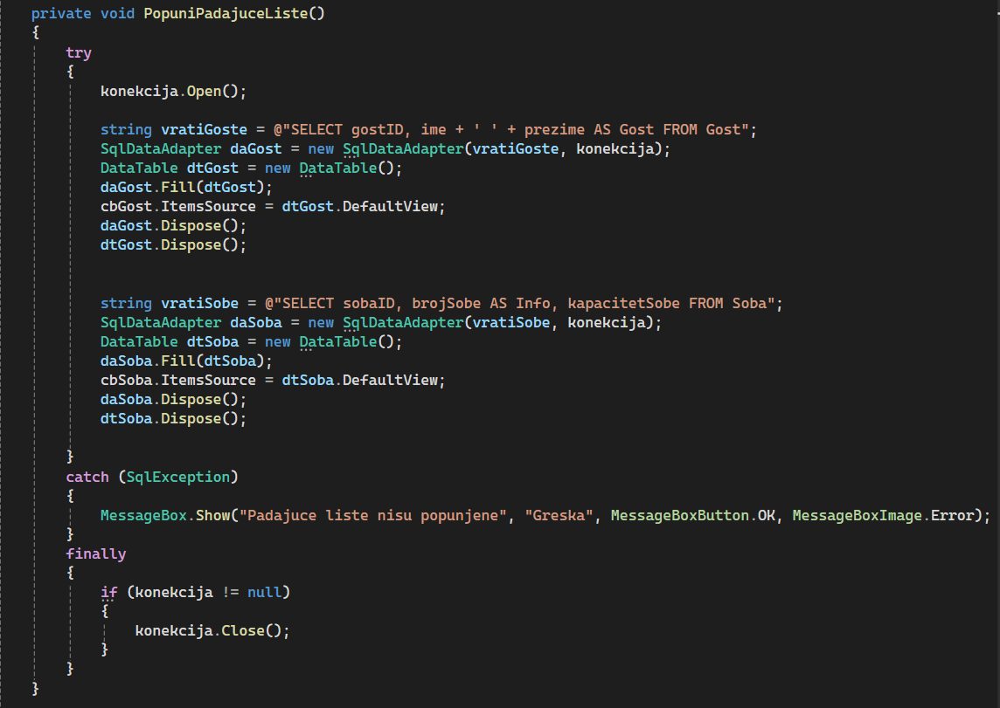 private void PopuniPadajuceListe()
{
    try
    {
        konekcija.Open();

        string vratiGoste = @"SELECT gostID, ime + ' ' + prezime AS Gost FROM Gost";
        SqlDataAdapter daGost = new SqlDataAdapter(vratiGoste, konekcija);
        DataTable dtGost = new DataTable();
        daGost.Fill(dtGost);
        cbGost.ItemsSource = dtGost.DefaultView;
        daGost.Dispose();
        dtGost.Dispose();


        string vratiSobe = @"SELECT sobaID, brojSobe AS Info, kapacitetSobe FROM Soba";
        SqlDataAdapter daSoba = new SqlDataAdapter(vratiSobe, konekcija);
        DataTable dtSoba = new DataTable();
        daSoba.Fill(dtSoba);
        cbSoba.ItemsSource = dtSoba.DefaultView;
        daSoba.Dispose();
        dtSoba.Dispose();

    }
    catch (SqlException)
    {
        MessageBox.Show("Padajuce liste nisu popunjene", "Greska", MessageBoxButton.OK, MessageBoxImage.Error);
    }
    finally
    {
        if (konekcija != null)
        {
            konekcija.Close();
        }
    }
}